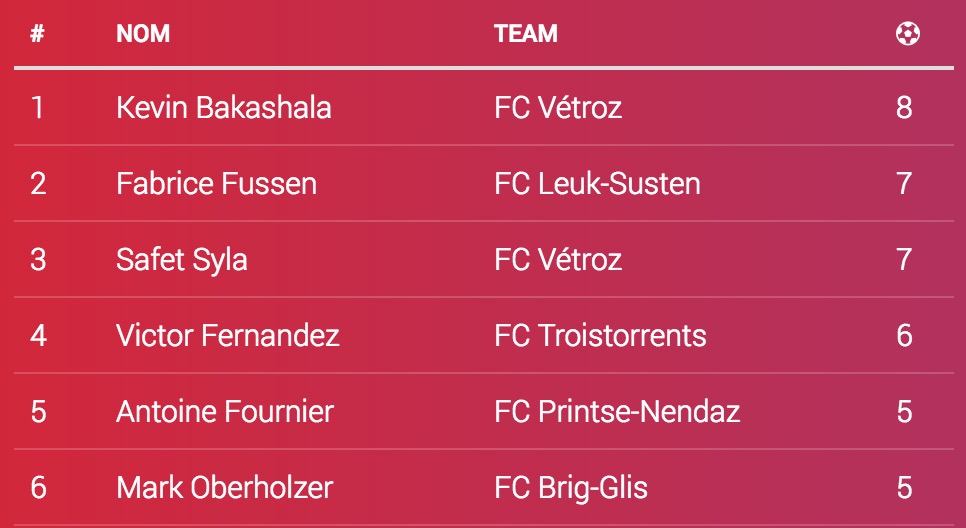 # NOM TEAM ⚽
1 Kevin Bakashala FC Vétroz 8
2 Fabrice Fussen FC Leuk-Susten 7
3 Safet Syla FC Vétroz 7
4 Victor Fernandez FC Troistorrents 6
5 Antoine Fournier FC Printse-Nendaz 5
6 Mark Oberholzer FC Brig-Glis 5